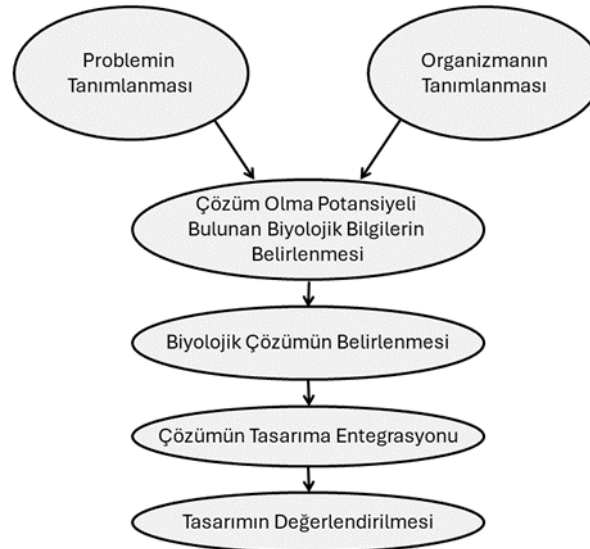 Problemin
Tanımlanması
Organizmanın
Tanımlanması
Çözüm Olma Potansiyeli
Bulunan Biyolojik Bilgilerin
Belirlenmesi
Biyolojik Çözümün Belirlenmesi
Çözümün Tasarıma Entegrasyonu
Tasarımın Değerlendirilmesi